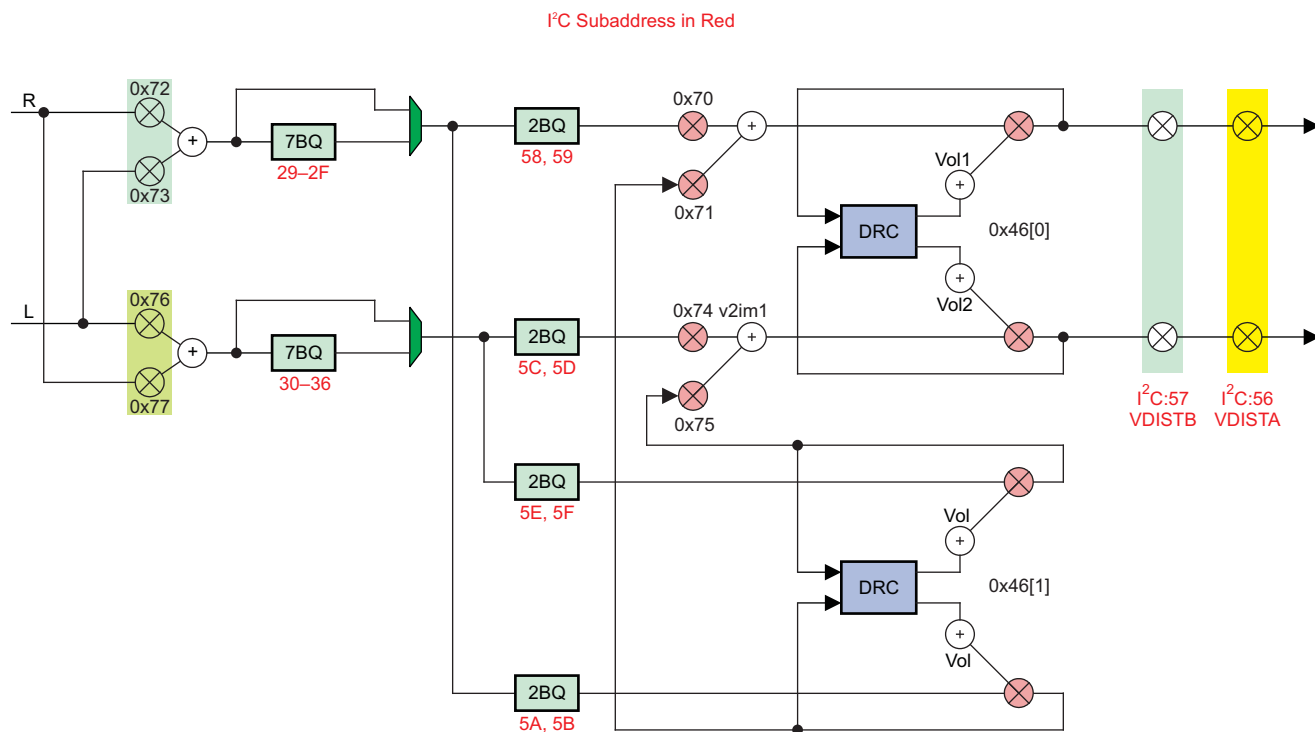 I²C Subaddress in Red
R
0x72
0x73
7BQ
29–2F
2BQ
58, 59
0x70
0x71
+
Vol1
+
DRC
0x46[0]
+
Vol2
+
L
0x76
0x77
+
7BQ
30–36
2BQ
5C, 5D
0x74 v2im1
+
0x75
I²C:57
VDISTB
I²C:56
VDISTA
2BQ
5E, 5F
Vol
+
DRC
0x46[1]
+
Vol
2BQ
5A, 5B